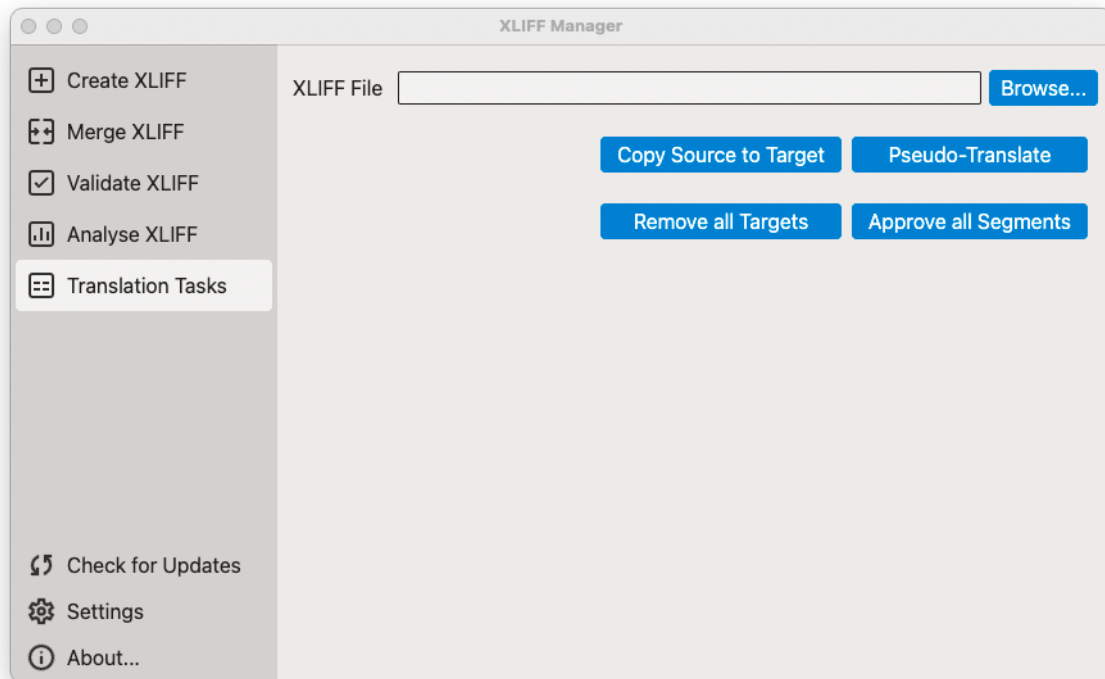 XLIFF Manager
Create XLIFF
Merge XLIFF
Validate XLIFF
Analyse XLIFF
Translation Tasks
Check for Updates
Settings
About...
XLIFF File
Browse...
Copy Source to Target
Pseudo-Translate
Remove all Targets
Approve all Segments